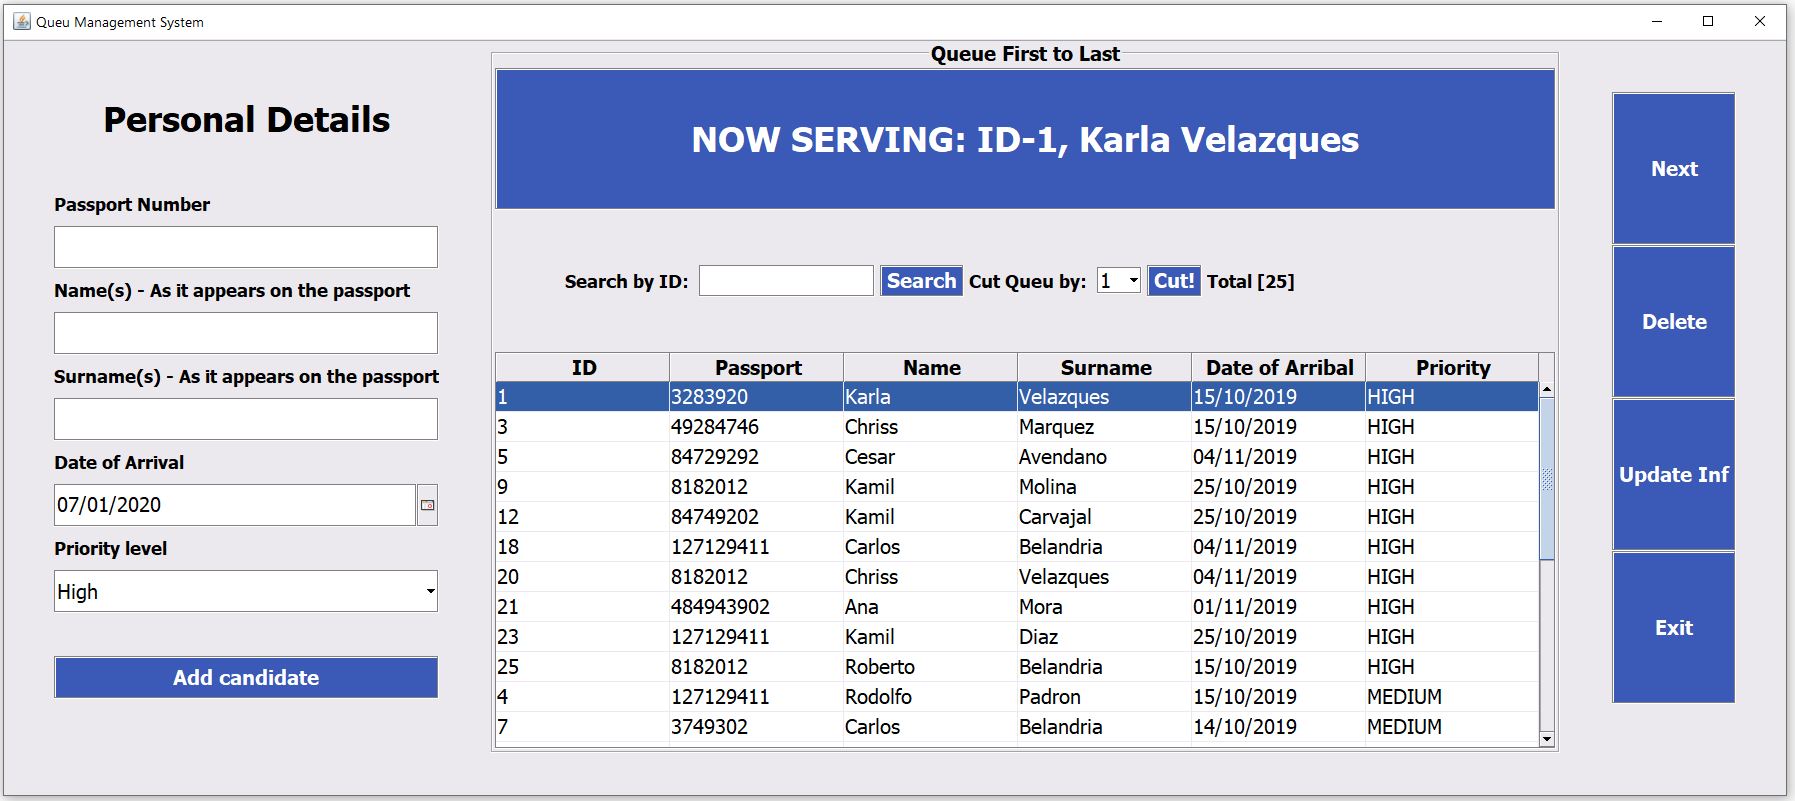 Queu Management System
Personal Details
Passport Number
Name(s) - As it appears on the passport
Surname(s) - As it appears on the passport
Date of Arrival
07/01/2020
Priority level
High
Add candidate
Queue First to Last
NOW SERVING: ID-1, Karla Velazques
Search by ID: Search Cut Queu by: 1 Cut! Total [25]
ID Passport Name Surname Date of Arribal Priority
1 3283920 Karla Velazques 15/10/2019 HIGH
3 49284746 Chriss Marquez 15/10/2019 HIGH
5 84729292 Cesar Avendano 04/11/2019 HIGH
9 8182012 Kamil Molina 25/10/2019 HIGH
12 84749202 Kamil Carvajal 25/10/2019 HIGH
18 127129411 Carlos Belandria 04/11/2019 HIGH
20 8182012 Chriss Velazques 04/11/2019 HIGH
21 484943902 Ana Mora 01/11/2019 HIGH
23 127129411 Kamil Diaz 25/10/2019 HIGH
25 8182012 Roberto Belandria 15/10/2019 HIGH
4 127129411 Rodolfo Padron 15/10/2019 MEDIUM
7 3749302 Carlos Belandria 14/10/2019 MEDIUM
Next
Delete
Update Inf
Exit